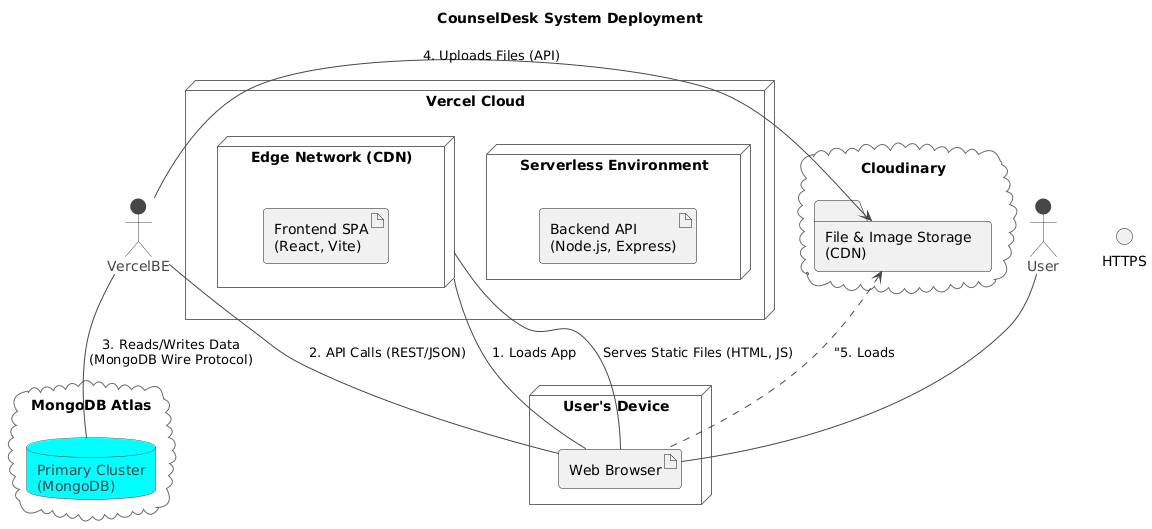 CounselDesk System Deployment
4. Uploads Files (API)
Vercel Cloud
Edge Network (CDN)
Serverless Environment
Cloudinary
Frontend SPA
(React, Vite)
Backend API
(Node.js, Express)
File & Image Storage
(CDN)
VercelBE
User
HTTPS
3. Reads/Writes Data
(MongoDB Wire Protocol)
2. API Calls (REST/JSON)
1. Loads App
Serves Static Files (HTML, JS)
"5. Loads
MongoDB Atlas
User's Device
Primary Cluster
(MongoDB)
Web Browser